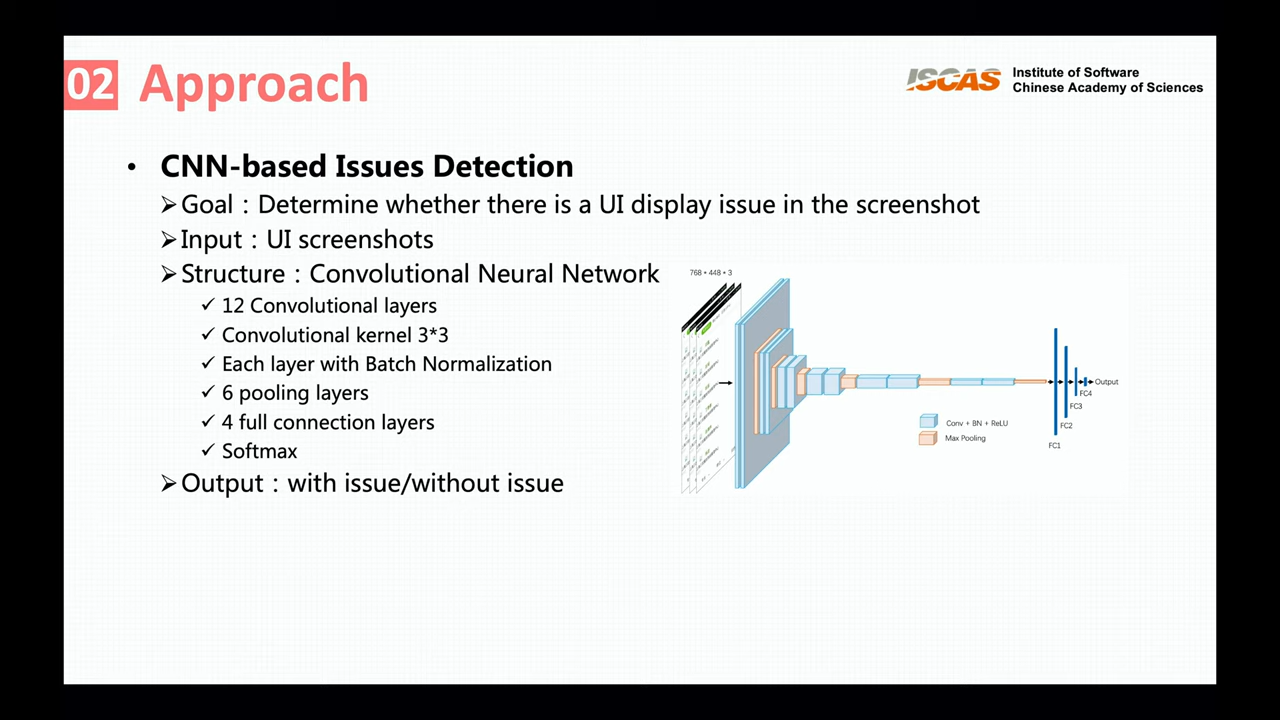 02 Approach
ISCAS
Institute of Software
Chinese Academy of Sciences
• CNN-based Issues Detection
➢Goal：Determine whether there is a UI display issue in the screenshot
➢Input：UI screenshots
➢Structure：Convolutional Neural Network
✓ 12 Convolutional layers
✓ Convolutional kernel 3*3
✓ Each layer with Batch Normalization
✓ 6 pooling layers
✓ 4 full connection layers
✓ Softmax
➢Output：with issue/without issue
768 * 448 * 3
Output
FC4
FC3
FC2
FC1
Conv + BN + ReLU
Max Pooling